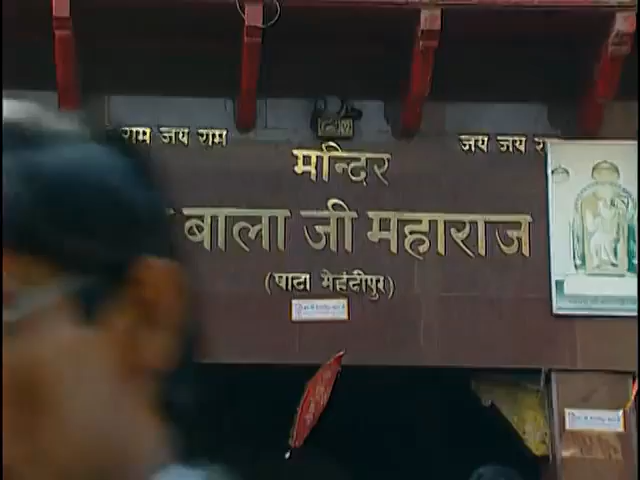 राम जय राम
जय जय
मन्दिर
बाला जी महाराज
(घाटा मेहंदीपुर)